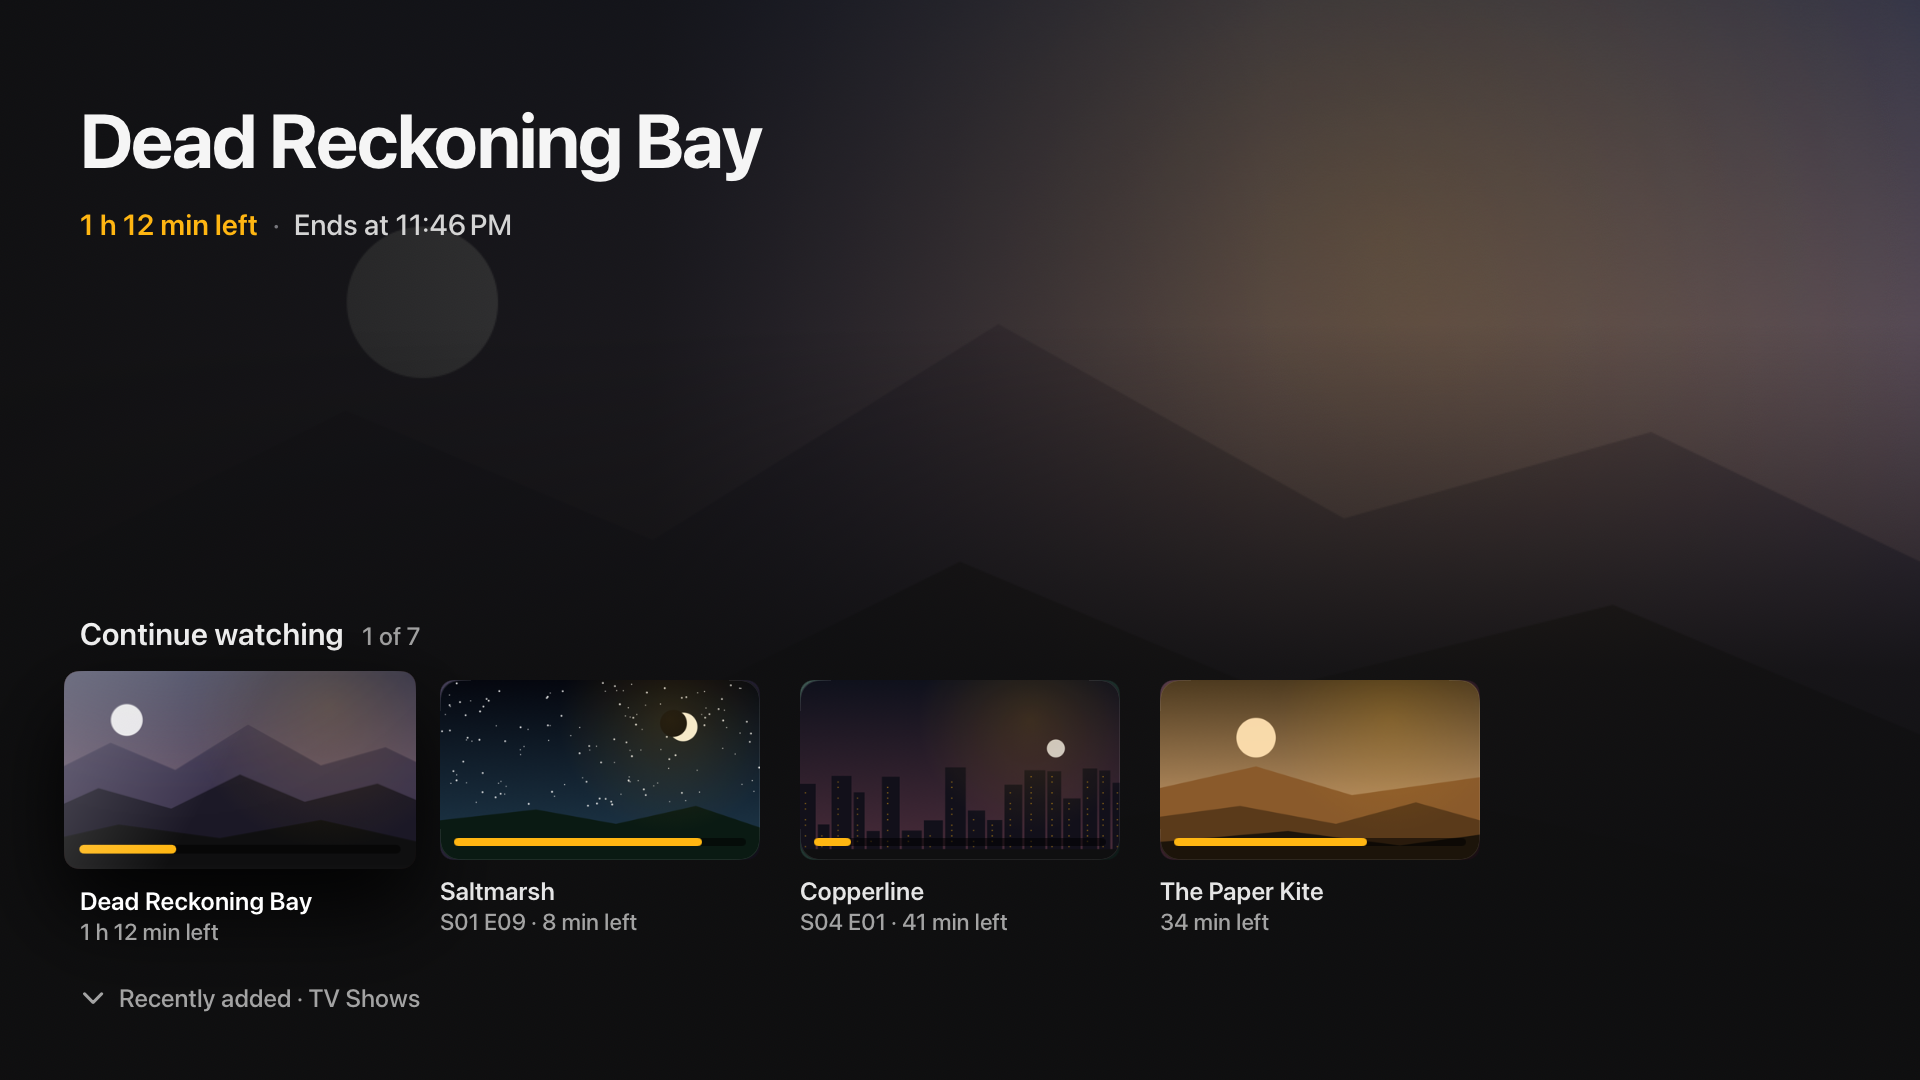 Dead Reckoning Bay
1 h 12 min left · Ends at 11:46 PM
Continue watching 1 of 7
Dead Reckoning Bay
1 h 12 min left
Saltmarsh
S01 E09 · 8 min left
Copperline
S04 E01 · 41 min left
The Paper Kite
34 min left
Recently added · TV Shows